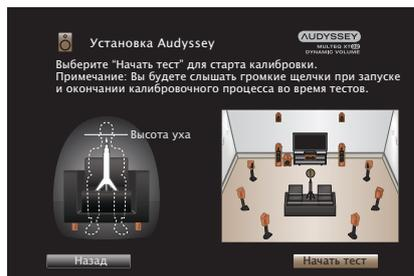 Установка Audyssey
AUDYSSEY
MULTEQ XT32
DYNAMIC VOLUME
Выберите “Начать тест” для старта калибровки.
Примечание: Вы будете слышать громкие щелчки при запуске
и окончании калибровочного процесса во время тестов.
Высота уха
Назад
Начать тест